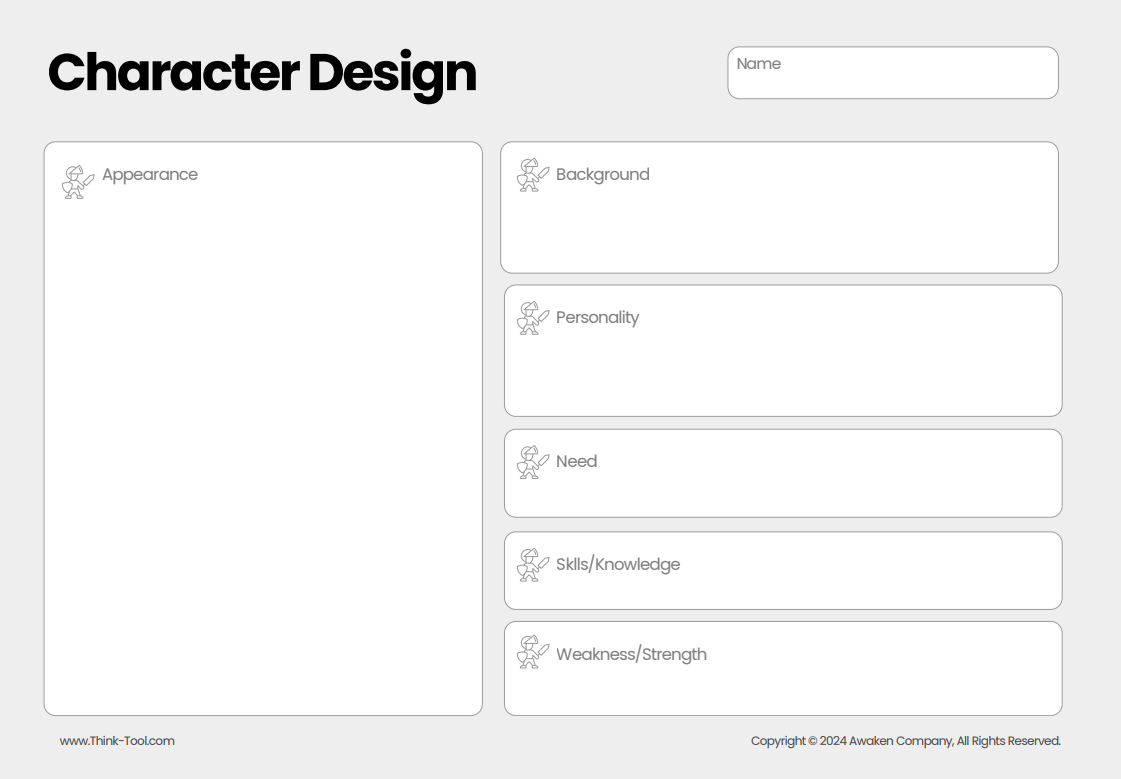 Character Design
Name
Appearance
Background
Personality
Need
Sklls/Knowledge
Weakness/Strength
www.Think-Tool.com
Copyright © 2024 Awaken Company, All Rights Reserved.